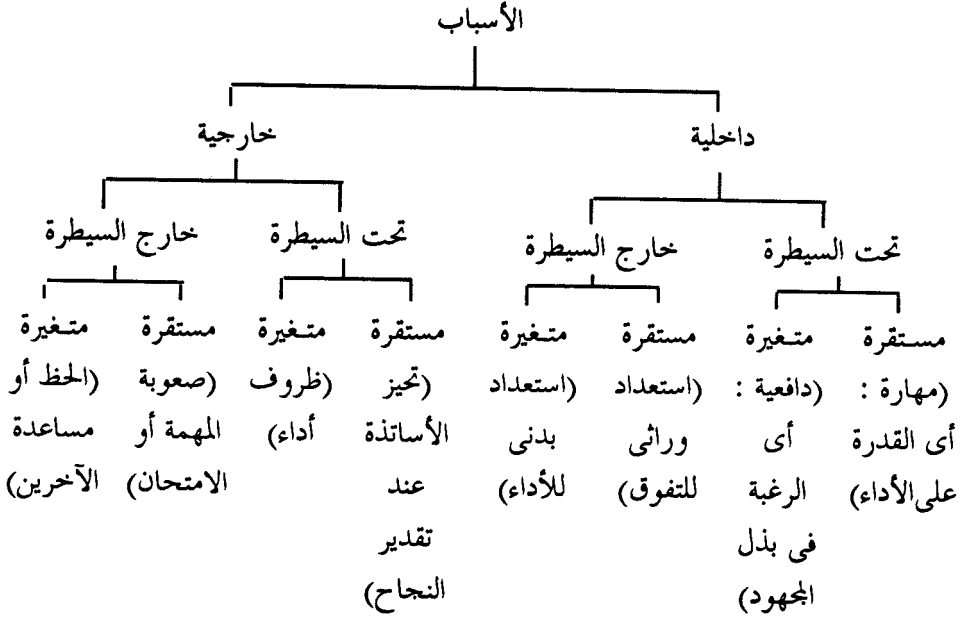 الأسباب
داخلية
خارجية
تحت السيطرة
خارج السيطرة
تحت السيطرة
خارج السيطرة
مستقرة
(مهارة :
أى القدرة
على الأداء)
متغيرة
(دافعية :
أى
الرغبة
فى بذل
المجهود)
مستقرة
(استعداد
وراثى
للتفوق)
متغيرة
(استعداد
بدنى
للأداء)
مستقرة
(تحيز
الأساتذة
عند
تقدير
النجاح)
متغيرة
(ظروف
أداء)
مستقرة
(صعوبة
المهمة أو
الامتحان)
متغيرة
(الحظ أو
مساعدة
الآخرين)